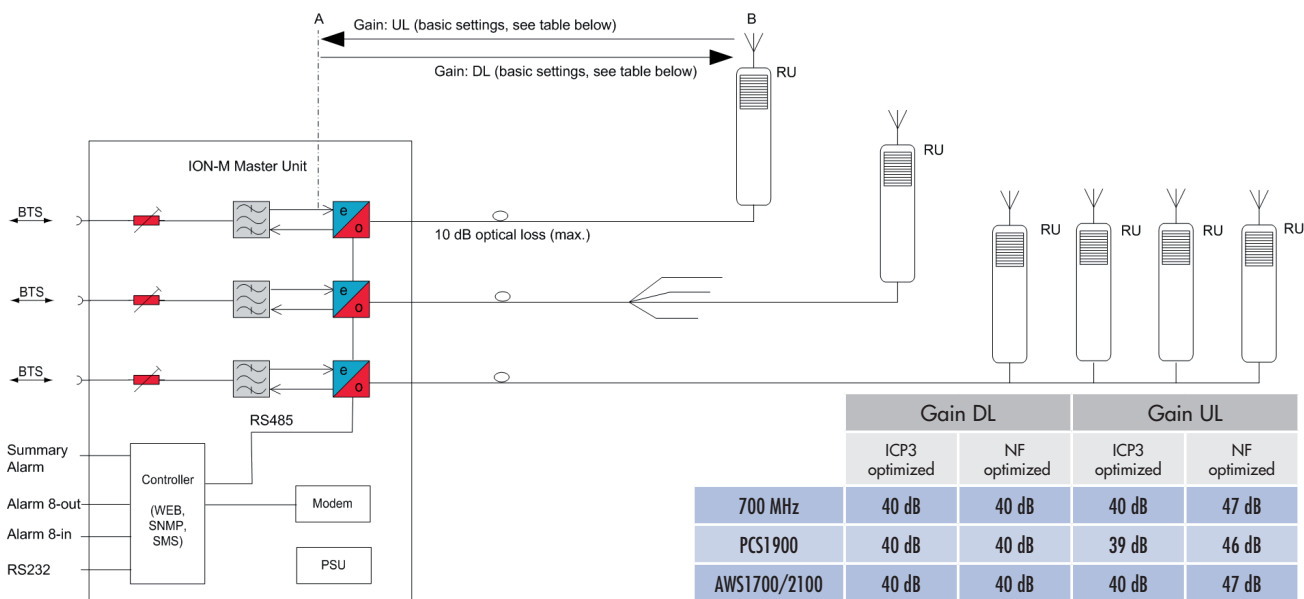 A
B
Gain: UL (basic settings, see table below)
Gain: DL (basic settings, see table below)
RU
RU
ION-M Master Unit
BTS
e
o
10 dB optical loss (max.)
RU
RU
RU
RU
BTS
e
o
BTS
e
o
RS485
Summary
Alarm
Alarm 8-out
Alarm 8-in
RS232
Controller
(WEB,
SNMP,
SMS)
Modem
PSU
Gain DL Gain UL
ICP3 optimized NF optimized ICP3 optimized NF optimized
700 MHz 40 dB 40 dB 40 dB 47 dB
PCS1900 40 dB 40 dB 39 dB 46 dB
AWS1700/2100 40 dB 40 dB 40 dB 47 dB